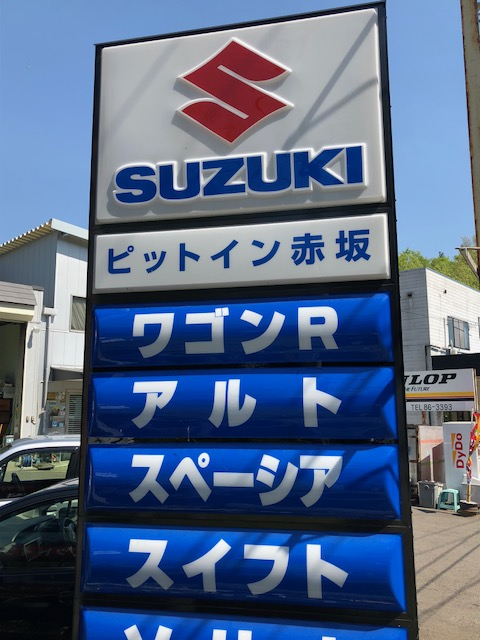 SUZUKI
ピットイン赤坂
ワゴンR
アルト
スペーシア
スイフト
TEL 86-3393
DyDo